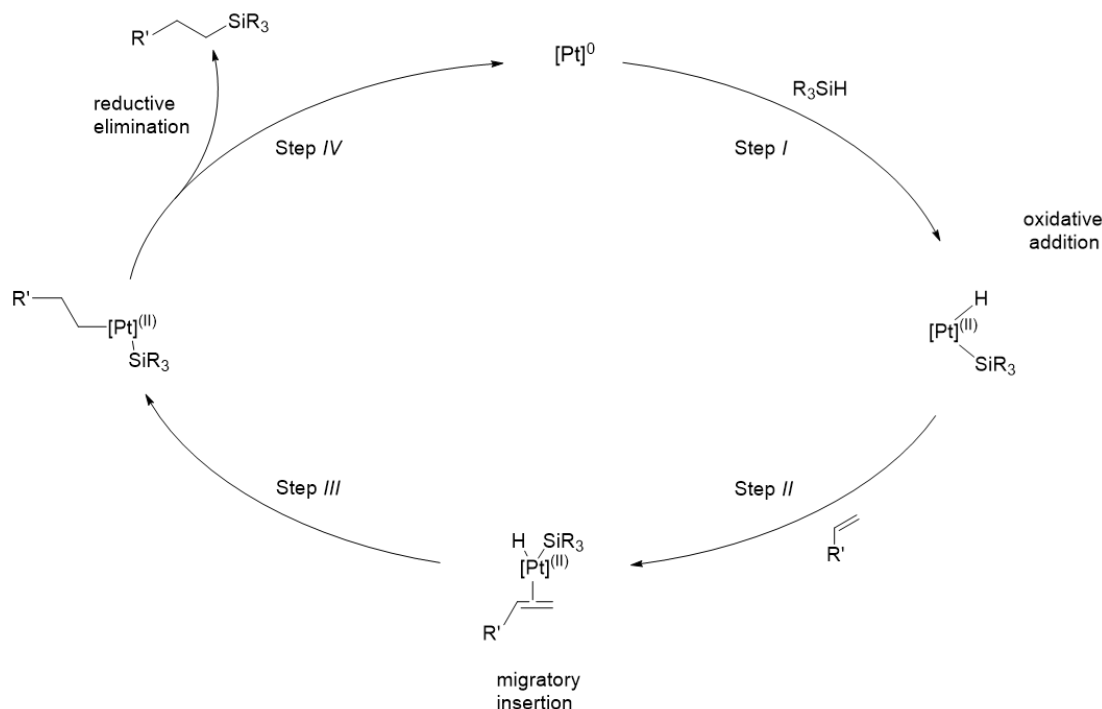 SiR₃
R'
[Pt]⁰
R₃SiH
reductive
elimination
Step IV
Step I
oxidative
addition
H
[Pt]⁽ᴵᴵ⁾
SiR₃
R'
[Pt]⁽ᴵᴵ⁾
SiR₃
Step III
Step II
R'
H SiR₃
[Pt]⁽ᴵᴵ⁾
R'
migratory
insertion